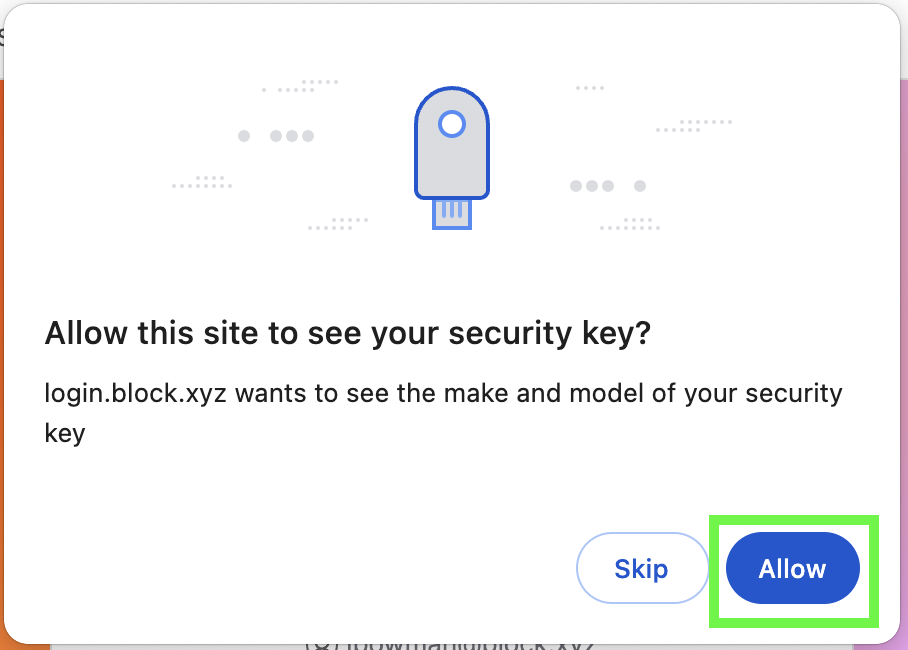 Allow this site to see your security key?
login.block.xyz wants to see the make and model of your security
key
Skip
Allow